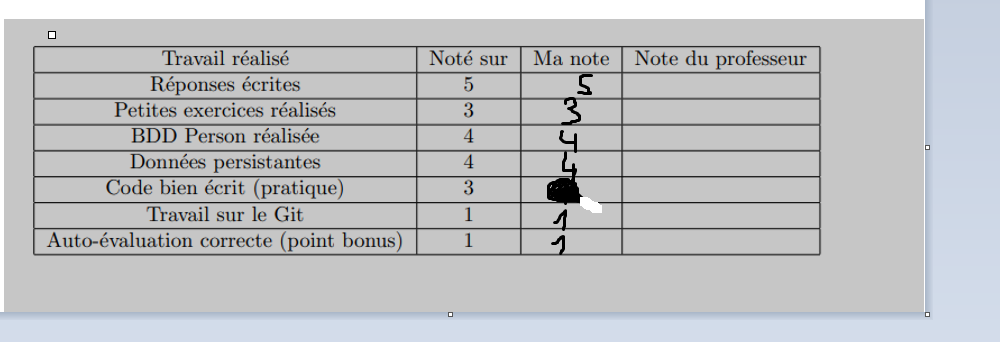 Travail réalisé Noté sur Ma note Note du professeur
Réponses écrites 5 5
Petites exercices réalisés 3 3
BDD Person réalisée 4 4
Données persistantes 4 4
Code bien écrit (pratique) 3
Travail sur le Git 1 1
Auto-évaluation correcte (point bonus) 1 1